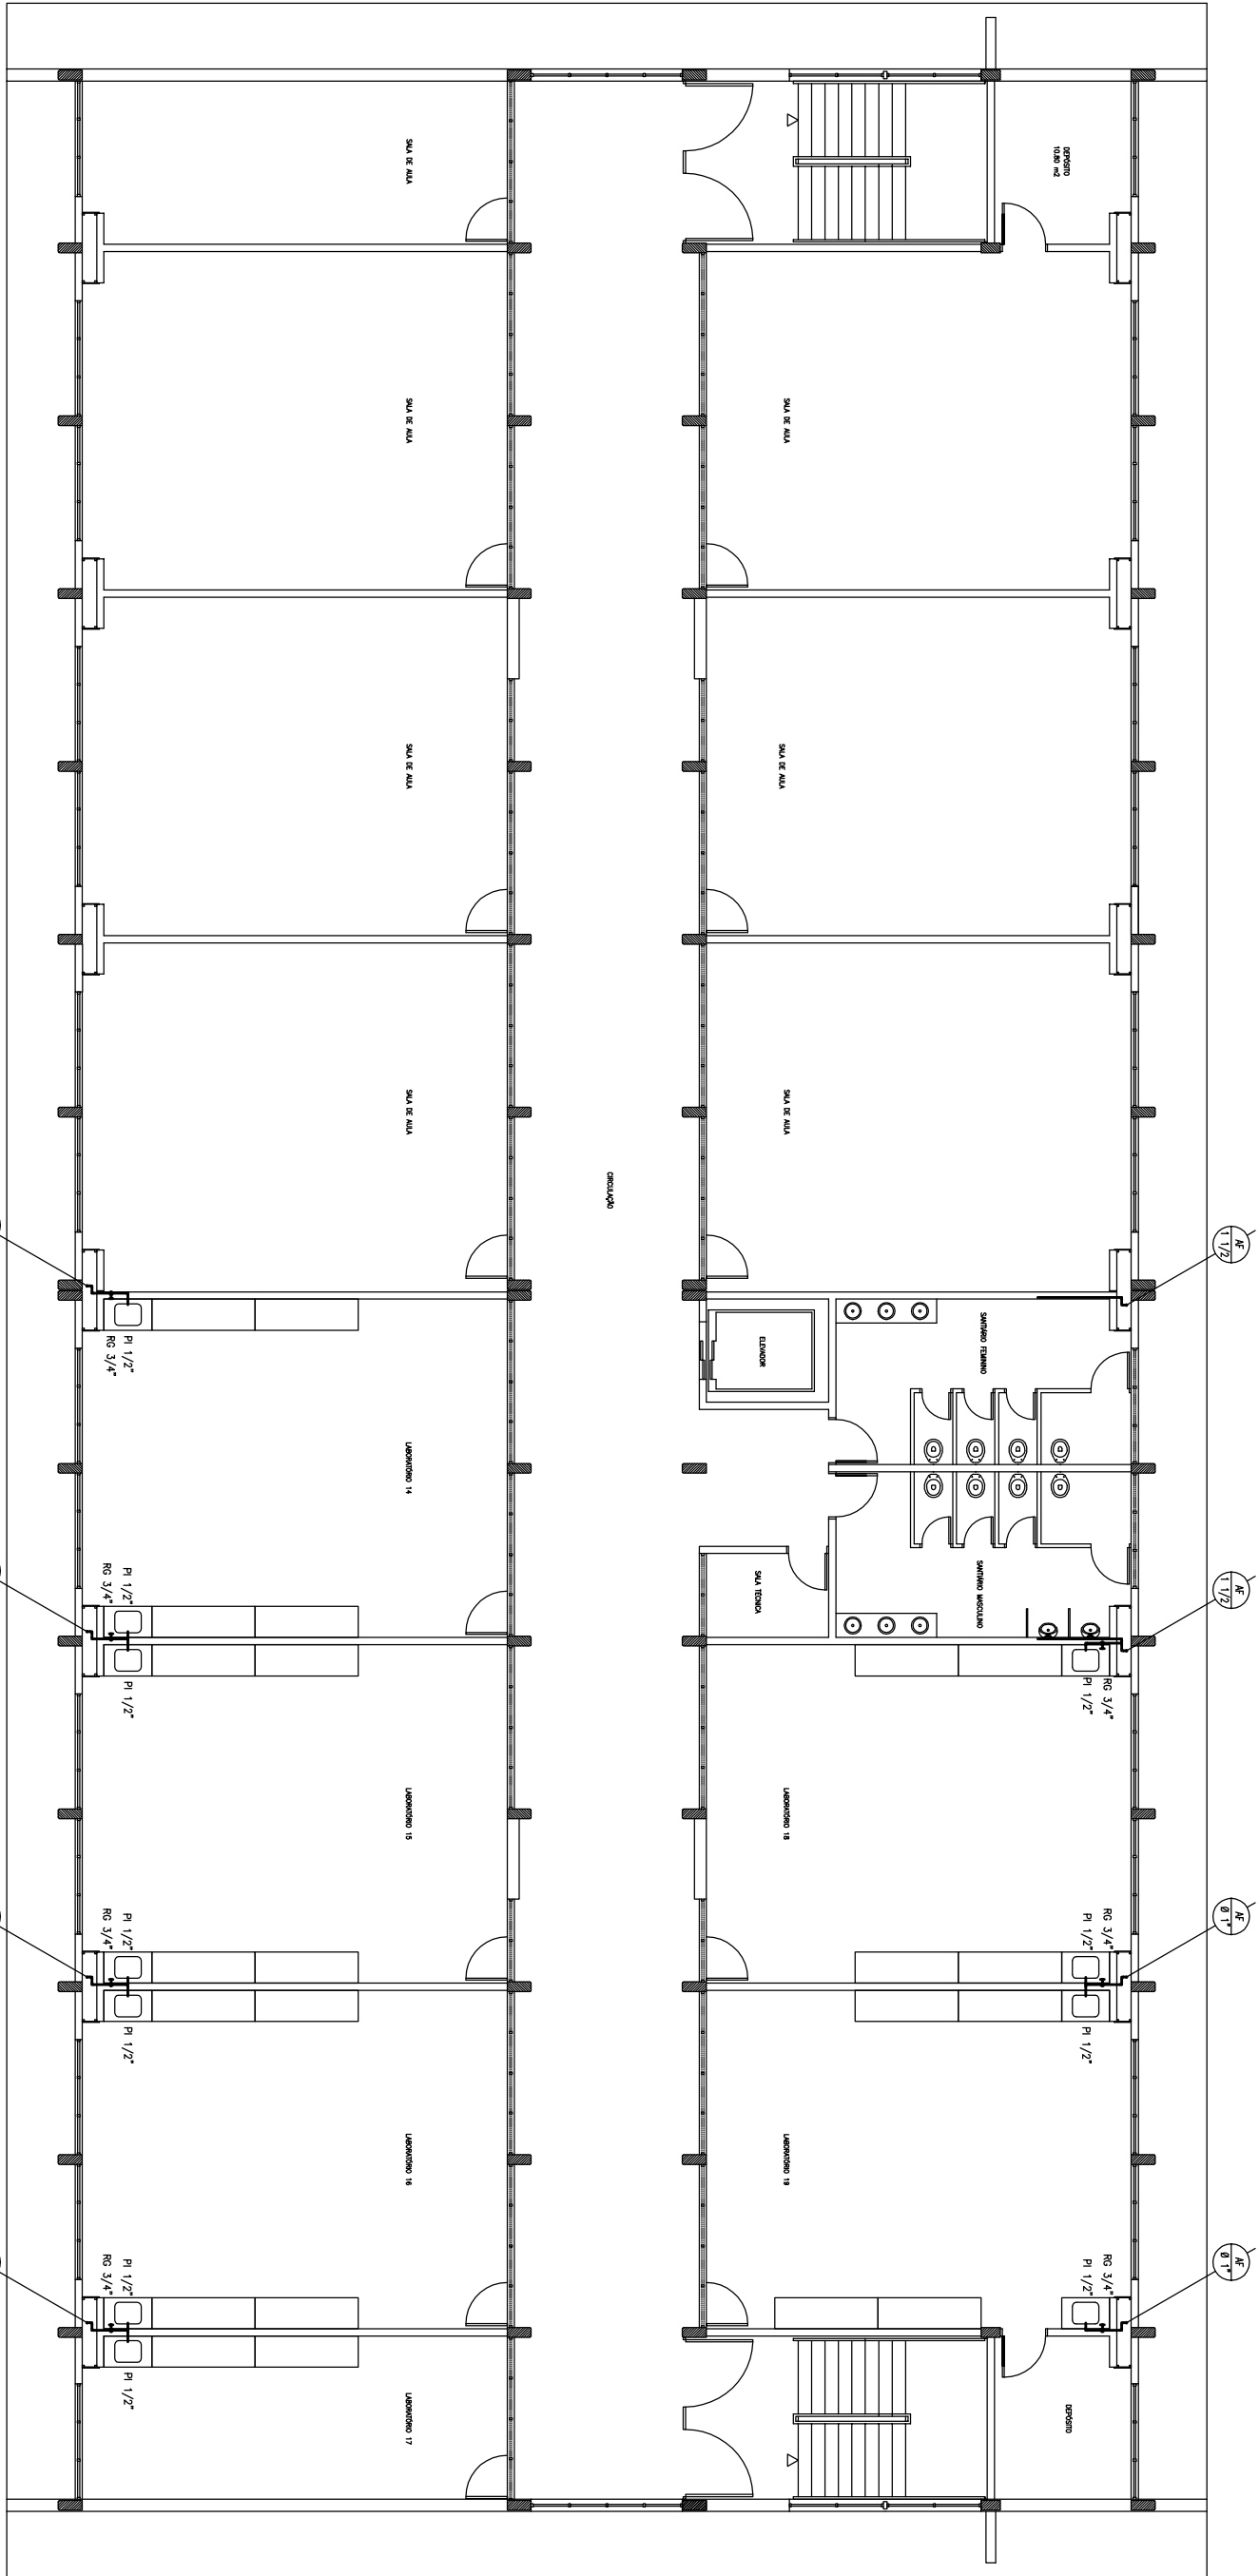 DEPÓSITO
10.80 m2
SALA DE AULA
SALA DE AULA
SALA DE AULA
SALA DE AULA
SALA DE AULA
SALA DE AULA
SALA DE AULA
CIRCULAÇÃO
AF
1 1/2
PI 1/2"
RG 3/4"
ELEVADOR
SANITÁRIO FEMININO
LABORATÓRIO 14
PI 1/2"
RG 3/4"
PI 1/2"
SALA TÉCNICA
SANITÁRIO MASCULINO
AF
1 1/2
RG 3/4"
PI 1/2"
LABORATÓRIO 15
LABORATÓRIO 18
PI 1/2"
RG 3/4"
PI 1/2"
RG 3/4"
PI 1/2"
PI 1/2"
AF
Ø 1"
LABORATÓRIO 16
LABORATÓRIO 19
PI 1/2"
RG 3/4"
PI 1/2"
RG 3/4"
PI 1/2"
AF
Ø 1"
LABORATÓRIO 17
DEPÓSITO